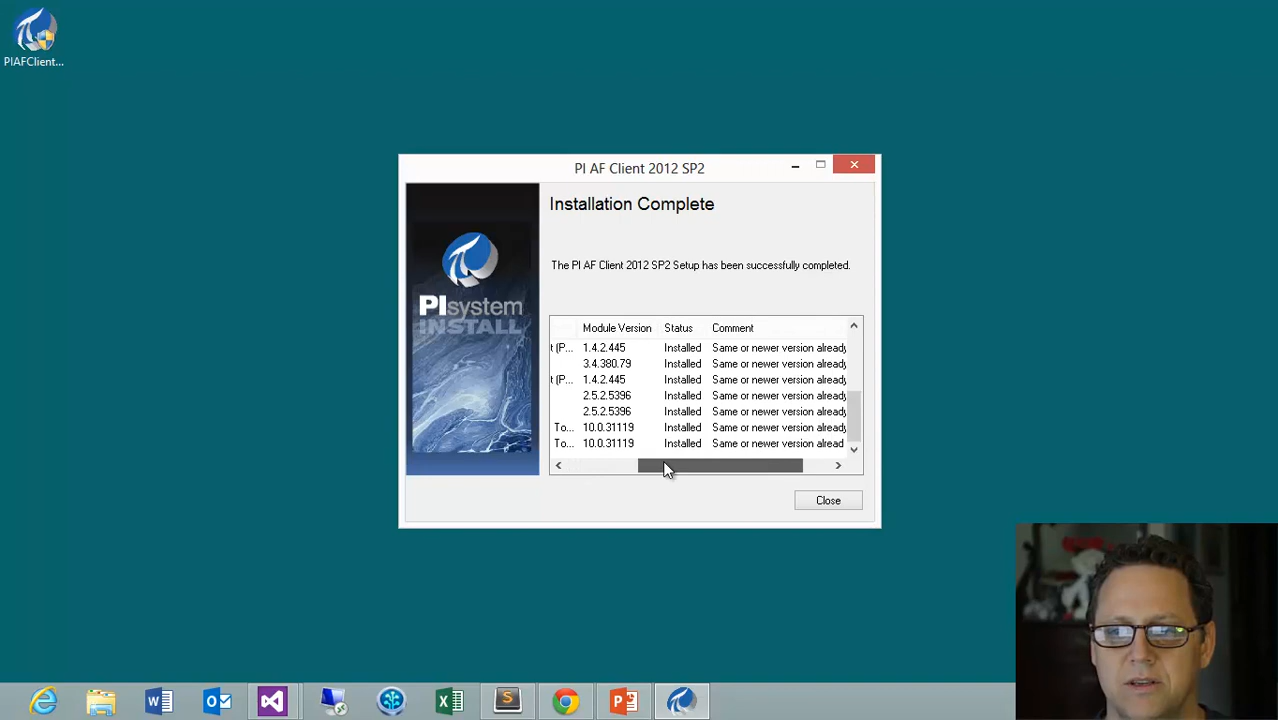 PIAFClient...
PI AF Client 2012 SP2
Installation Complete
The PI AF Client 2012 SP2 Setup has been successfully completed.
PIsystem
INSTALL
Module Version Status Comment
t (P... 1.4.2.445 Installed Same or newer version already
3.4.380.79 Installed Same or newer version already
t (P... 1.4.2.445 Installed Same or newer version already
2.5.2.5396 Installed Same or newer version already
2.5.2.5396 Installed Same or newer version already
To... 10.0.31119 Installed Same or newer version already
To... 10.0.31119 Installed Same or newer version alread
Close